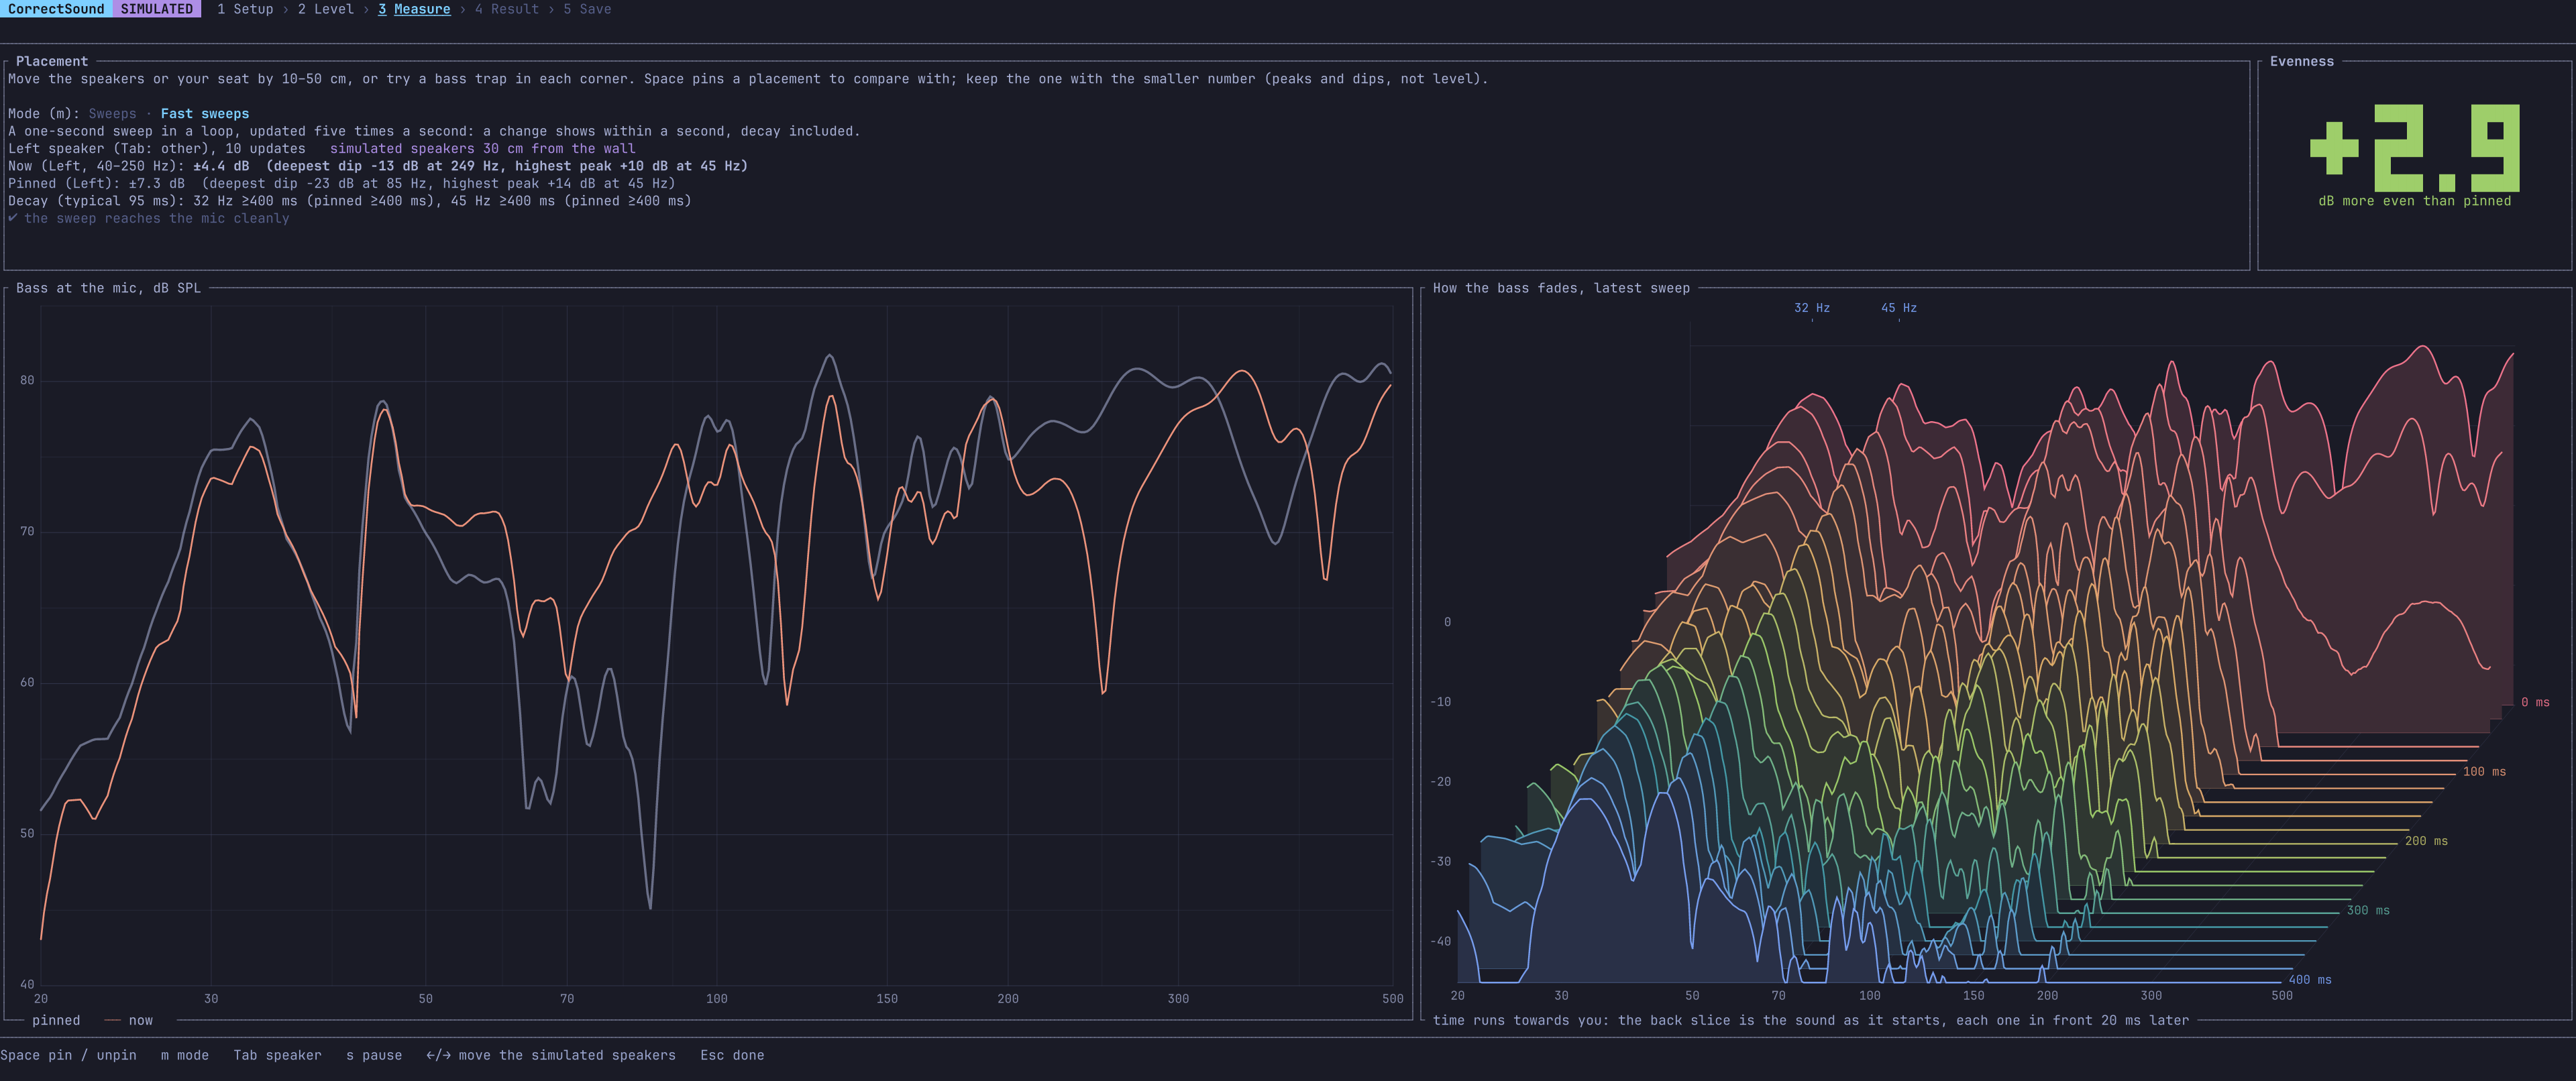 CorrectSound SIMULATED 1 Setup › 2 Level › 3 Measure › 4 Result › 5 Save
Placement
Move the speakers or your seat by 10–50 cm, or try a bass trap in each corner. Space pins a placement to compare with; keep the one with the smaller number (peaks and dips, not level).
Mode (m): Sweeps · Fast sweeps
A one-second sweep in a loop, updated five times a second: a change shows within a second, decay included.
Left speaker (Tab: other), 10 updates simulated speakers 30 cm from the wall
Now (Left, 40–250 Hz): ±4.4 dB (deepest dip -13 dB at 249 Hz, highest peak +10 dB at 45 Hz)
Pinned (Left): ±7.3 dB (deepest dip -23 dB at 85 Hz, highest peak +14 dB at 45 Hz)
Decay (typical 95 ms): 32 Hz ≥400 ms (pinned ≥400 ms), 45 Hz ≥400 ms (pinned ≥400 ms)
✔ the sweep reaches the mic cleanly
Evenness
+2.9
dB more even than pinned
Bass at the mic, dB SPL
80
70
60
50
40
20 30 50 70 100 150 200 300 500
pinned now
How the bass fades, latest sweep
32 Hz 45 Hz
0
-10
-20
-30
-40
0 ms
100 ms
200 ms
300 ms
400 ms
20 30 50 70 100 150 200 300 500
time runs towards you: the back slice is the sound as it starts, each one in front 20 ms later
Space pin / unpin m mode Tab speaker s pause ←/→ move the simulated speakers Esc done